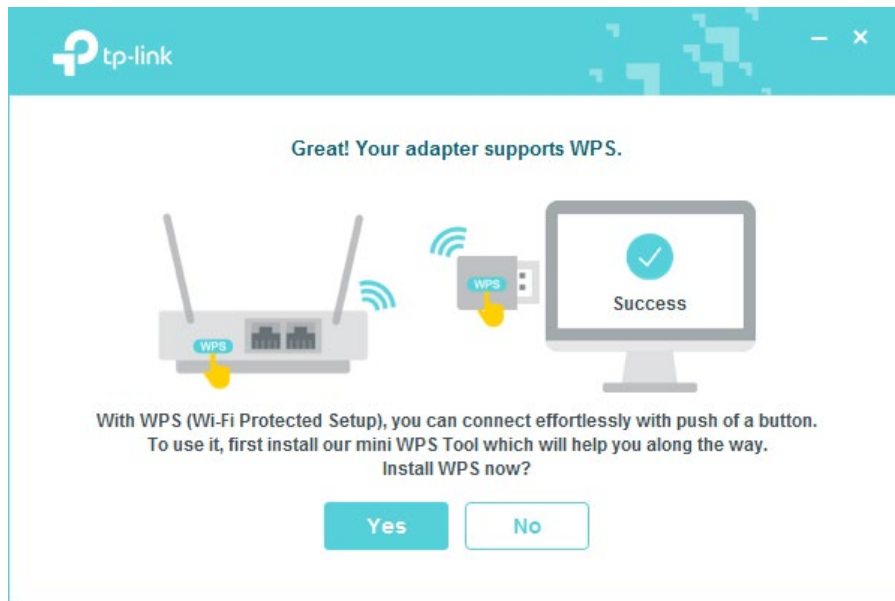 tp-link
Great! Your adapter supports WPS.
WPS
WPS
Success
With WPS (Wi-Fi Protected Setup), you can connect effortlessly with push of a button.
To use it, first install our mini WPS Tool which will help you along the way.
Install WPS now?
Yes
No